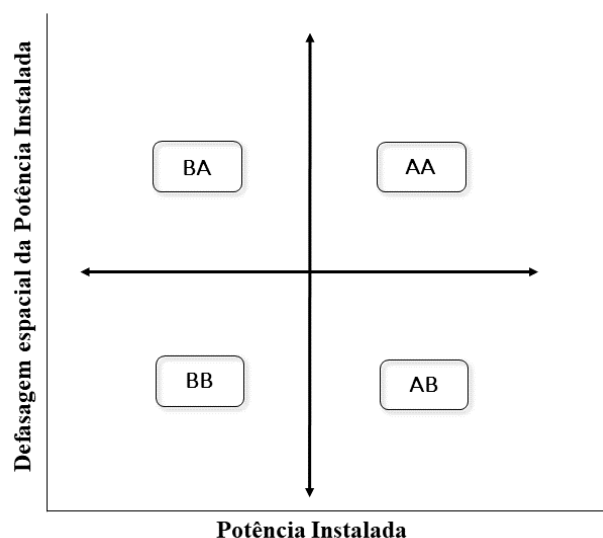 Defasagem espacial da Potência Instalada
BA
AA
BB
AB
Potência Instalada